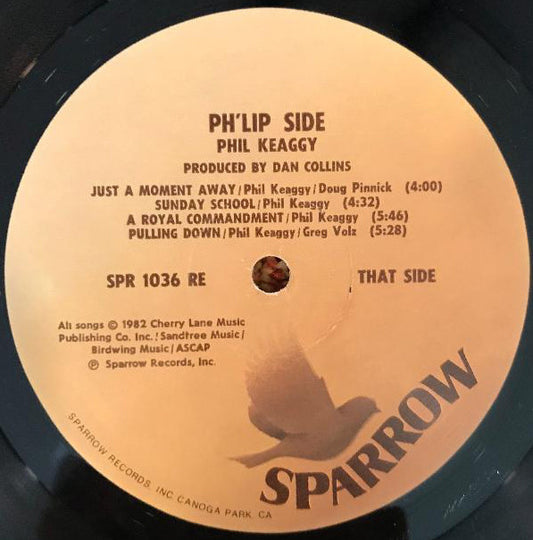 PH'LIP SIDE
PHIL KEAGGY
PRODUCED BY DAN COLLINS
JUST A MOMENT AWAY/Phil Keaggy/Doug Pinnick (4:00)
SUNDAY SCHOOL/Phil Keaggy (4:32)
A ROYAL COMMANDMENT/Phil Keaggy (5:46)
PULLING DOWN/Phil Keaggy/Greg Volz (5:28)
SPR 1036 RE
THAT SIDE
All songs © 1982 Cherry Lane Music
Publishing Co. Inc./Sandtree Music/
Birdwing Music/ASCAP
℗ Sparrow Records, Inc.
SPARROW
SPARROW RECORDS, INC. CANOGA PARK, CA